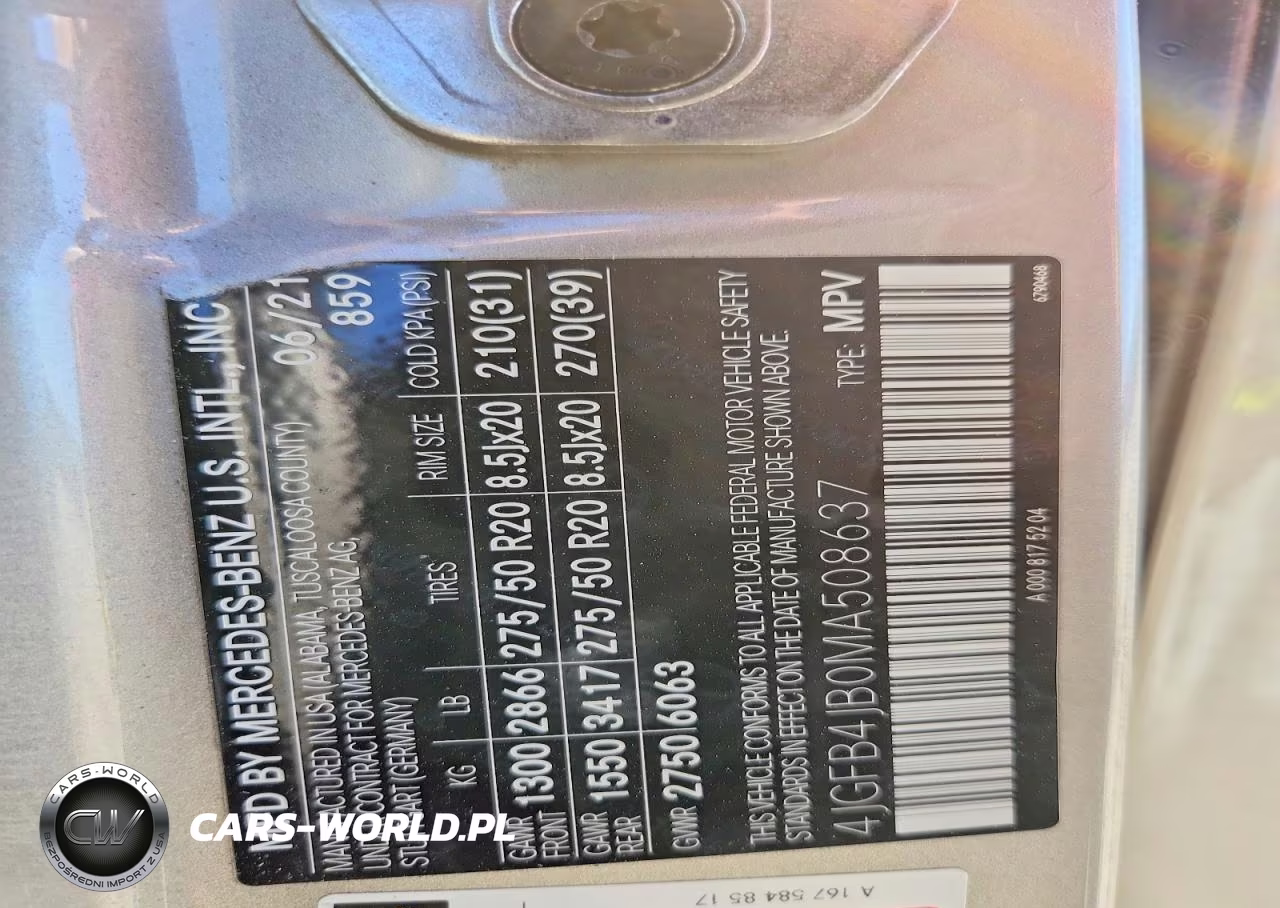 MFD BY MERCEDES-BENZ U.S. INTL., INC
MANUFACTURED IN USA (ALABAMA, TUSCALOOSA COUNTY) 06/21
UNDER CONTRACT FOR MERCEDES-BENZ AG, 859
STUTTGART (GERMANY)
KG LB TIRES RIM SIZE COLD KPA (PSI)
GAWR FRONT 1300 2866 275/50 R20 8.5Jx20 210(31)
GAWR REAR 1550 3417 275/50 R20 8.5Jx20 270(39)
GVWR 2750 6063
THIS VEHICLE CONFORMS TO ALL APPLICABLE FEDERAL MOTOR VEHICLE SAFETY
STANDARDS IN EFFECT ON THE DATE OF MANUFACTURE SHOWN ABOVE.
4JGFB4JB0MA508637 TYPE: MPV
A 000 817 52 04
6790468
A 167 584 85 17
CARS-WORLD
CW
BEZPOŚREDNI IMPORT Z USA
CARS-WORLD.PL